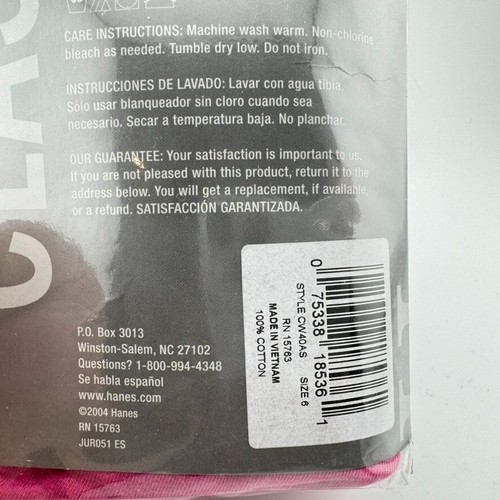 CARE INSTRUCTIONS: Machine wash warm. Non-chlorine
bleach as needed. Tumble dry low. Do not iron.
INSTRUCCIONES DE LAVADO: Lavar con agua tibia.
Sólo usar blanqueador sin cloro cuando sea
necesario. Secar a temperatura baja. No planchar.
OUR GUARANTEE: Your satisfaction is important to us.
If you are not pleased with this product, return it to the
address below. You will get a replacement, if available,
or a refund. SATISFACCIÓN GARANTIZADA.
P.O. Box 3013
Winston-Salem, NC 27102
Questions? 1-800-994-4348
Se habla español
www.hanes.com
©2004 Hanes
RN 15763
JUR051 ES
0 75338 18536 1
STYLE CW40AS SIZE 6
RN 15763
MADE IN VIETNAM
100% COTTON